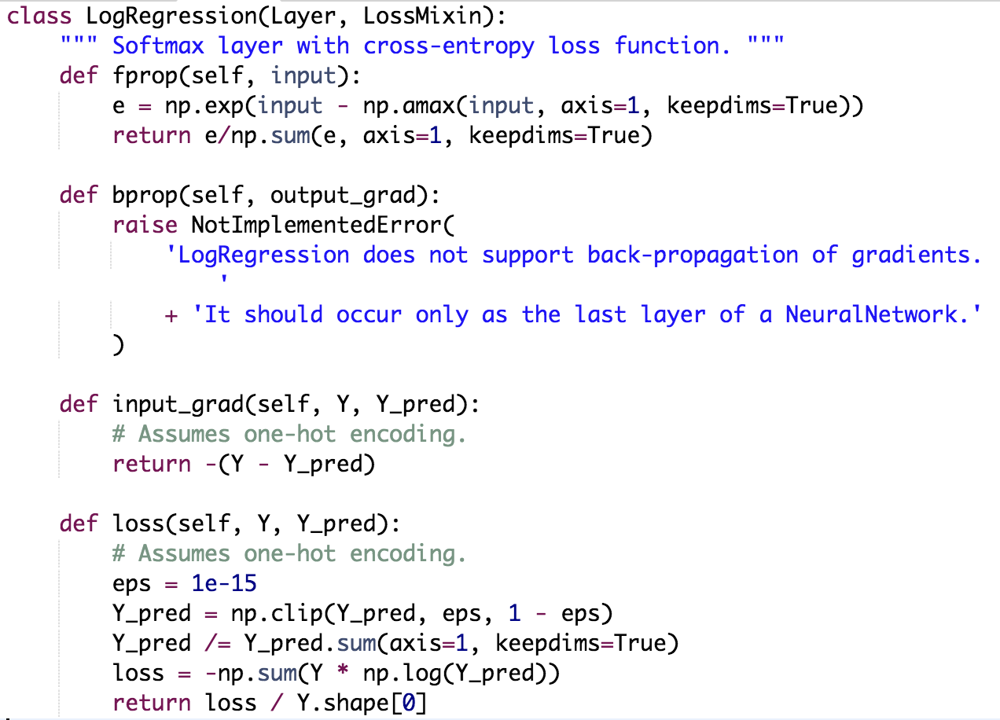 class LogRegression(Layer, LossMixin):
    """ Softmax layer with cross-entropy loss function. """
    def fprop(self, input):
        e = np.exp(input - np.amax(input, axis=1, keepdims=True))
        return e/np.sum(e, axis=1, keepdims=True)

    def bprop(self, output_grad):
        raise NotImplementedError(
            'LogRegression does not support back-propagation of gradients.
                '
            + 'It should occur only as the last layer of a NeuralNetwork.'
        )

    def input_grad(self, Y, Y_pred):
        # Assumes one-hot encoding.
        return -(Y - Y_pred)

    def loss(self, Y, Y_pred):
        # Assumes one-hot encoding.
        eps = 1e-15
        Y_pred = np.clip(Y_pred, eps, 1 - eps)
        Y_pred /= Y_pred.sum(axis=1, keepdims=True)
        loss = -np.sum(Y * np.log(Y_pred))
        return loss / Y.shape[0]